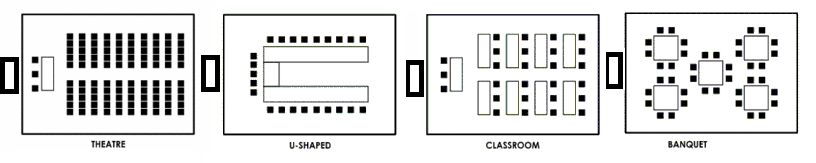 THEATRE
U-SHAPED
CLASSROOM
BANQUET